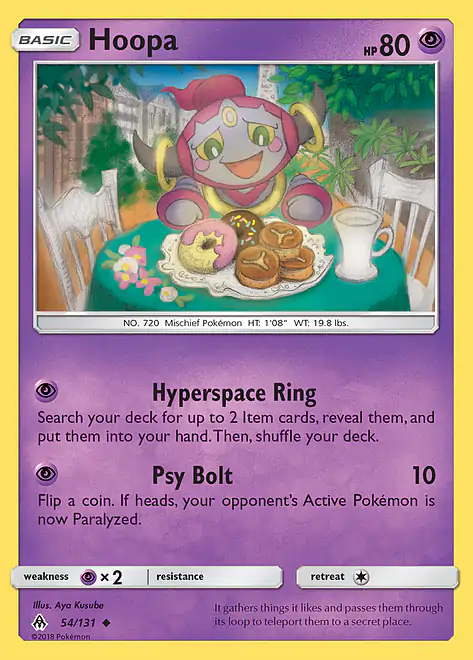 BASIC Hoopa HP 80
NO. 720 Mischief Pokémon HT: 1'08" WT: 19.8 lbs.
Hyperspace Ring
Search your deck for up to 2 Item cards, reveal them, and
put them into your hand. Then, shuffle your deck.
Psy Bolt 10
Flip a coin. If heads, your opponent's Active Pokémon is
now Paralyzed.
weakness × 2 resistance retreat
Illus. Aya Kusube
54/131
©2018 Pokémon
It gathers things it likes and passes them through
its loop to teleport them to a secret place.